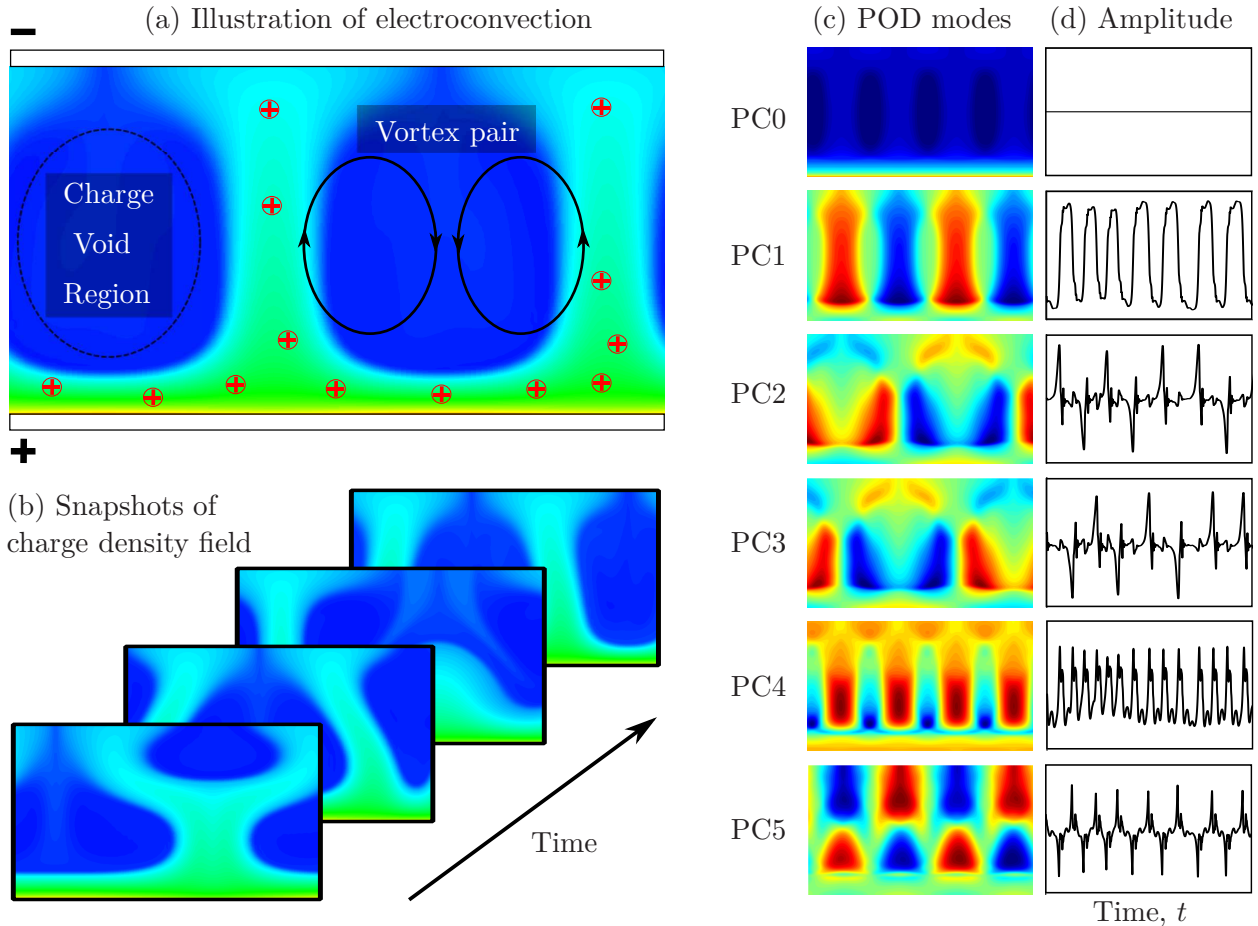 (a) Illustration of electroconvection
−
Charge
Void
Region
Vortex pair
+
(b) Snapshots of
charge density field
Time
(c) POD modes
(d) Amplitude
PC0
PC1
PC2
PC3
PC4
PC5
Time, t